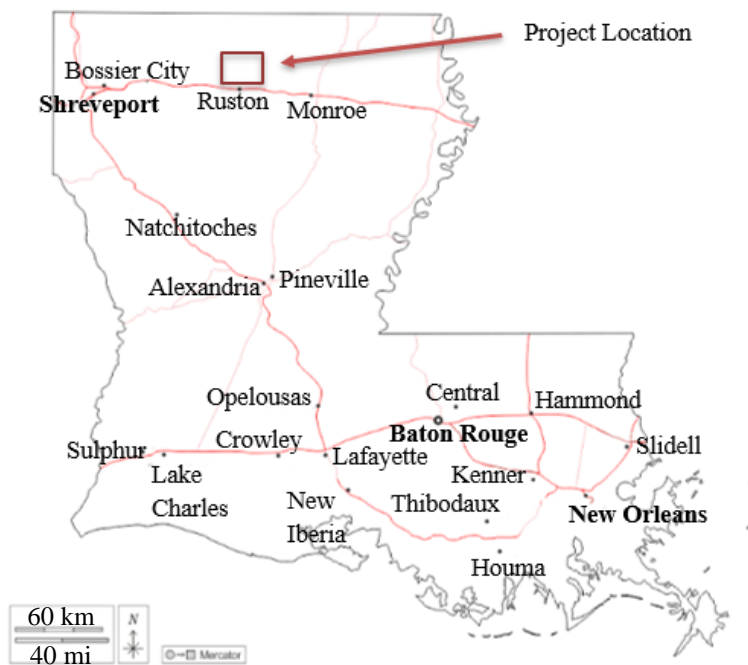 Project Location
Bossier City
Shreveport
Ruston
Monroe
Natchitoches
Alexandria
Pineville
Opelousas
Central
Hammond
Baton Rouge
Sulphur
Crowley
Lafayette
Slidell
Lake
Charles
Kenner
New
Iberia
Thibodaux
New Orleans
Houma
60 km
40 mi
N
Mercator